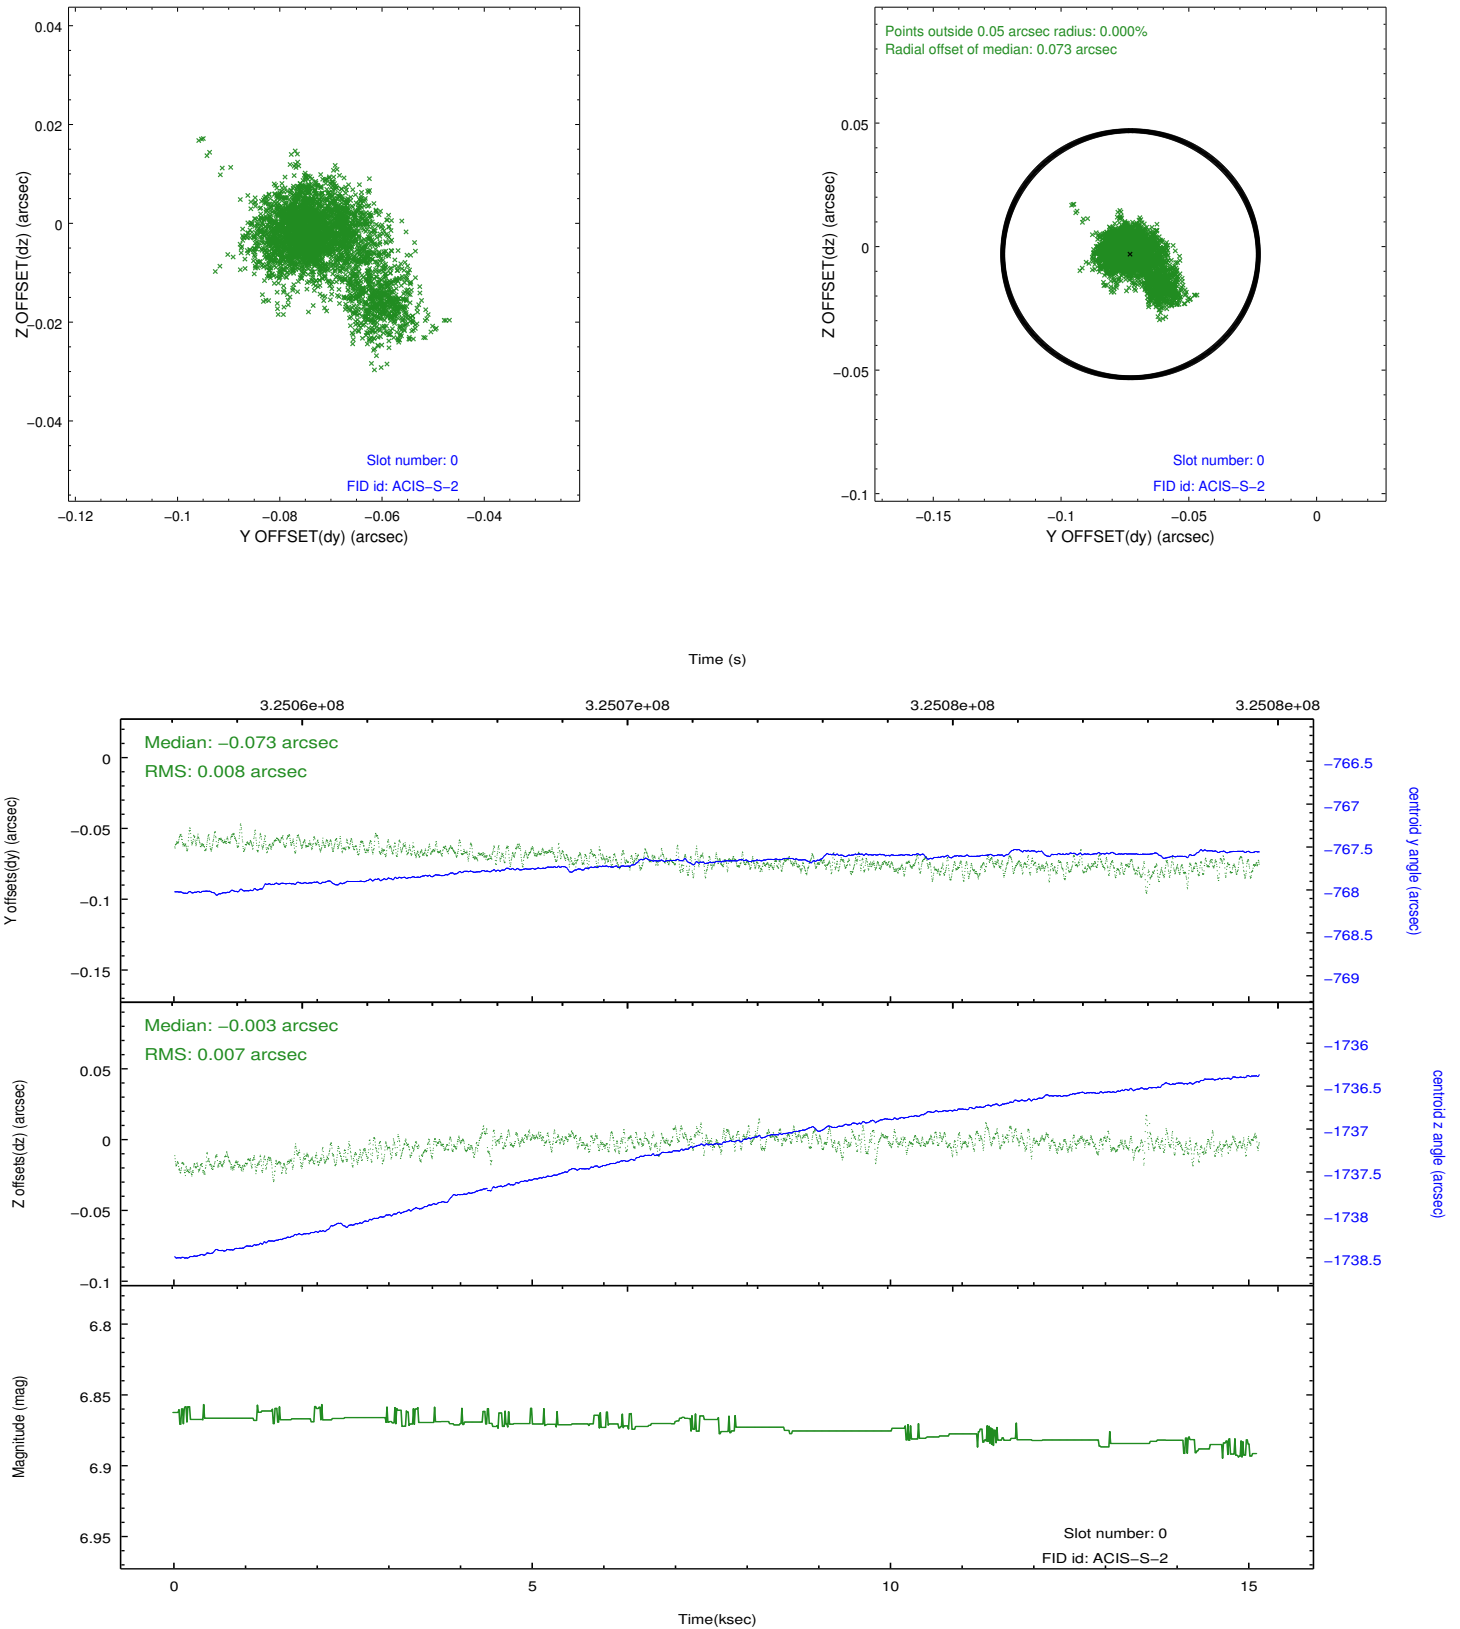 0.04
0.02
0
−0.02
−0.04
Z OFFSET(dz) (arcsec)
Slot number: 0
FID id: ACIS−S−2
−0.12
−0.1
−0.08
−0.06
−0.04
Y OFFSET(dy) (arcsec)
Points outside 0.05 arcsec radius: 0.000%
Radial offset of median: 0.073 arcsec
0.05
0
−0.05
−0.1
Z OFFSET(dz) (arcsec)
Slot number: 0
FID id: ACIS−S−2
−0.15
−0.1
−0.05
0
Y OFFSET(dy) (arcsec)
Time (s)
3.2506e+08
3.2507e+08
3.2508e+08
3.2508e+08
Median: −0.073 arcsec
RMS: 0.008 arcsec
0
−0.05
−0.1
−0.15
Y offsets(dy) (arcsec)
−766.5
−767
−767.5
−768
−768.5
−769
centroid y angle (arcsec)
Median: −0.003 arcsec
RMS: 0.007 arcsec
0.05
0
−0.05
−0.1
Z offsets(dz) (arcsec)
−1736
−1736.5
−1737
−1737.5
−1738
−1738.5
centroid z angle (arcsec)
6.8
6.85
6.9
6.95
Magnitude (mag)
Slot number: 0
FID id: ACIS−S−2
0
5
10
15
Time(ksec)